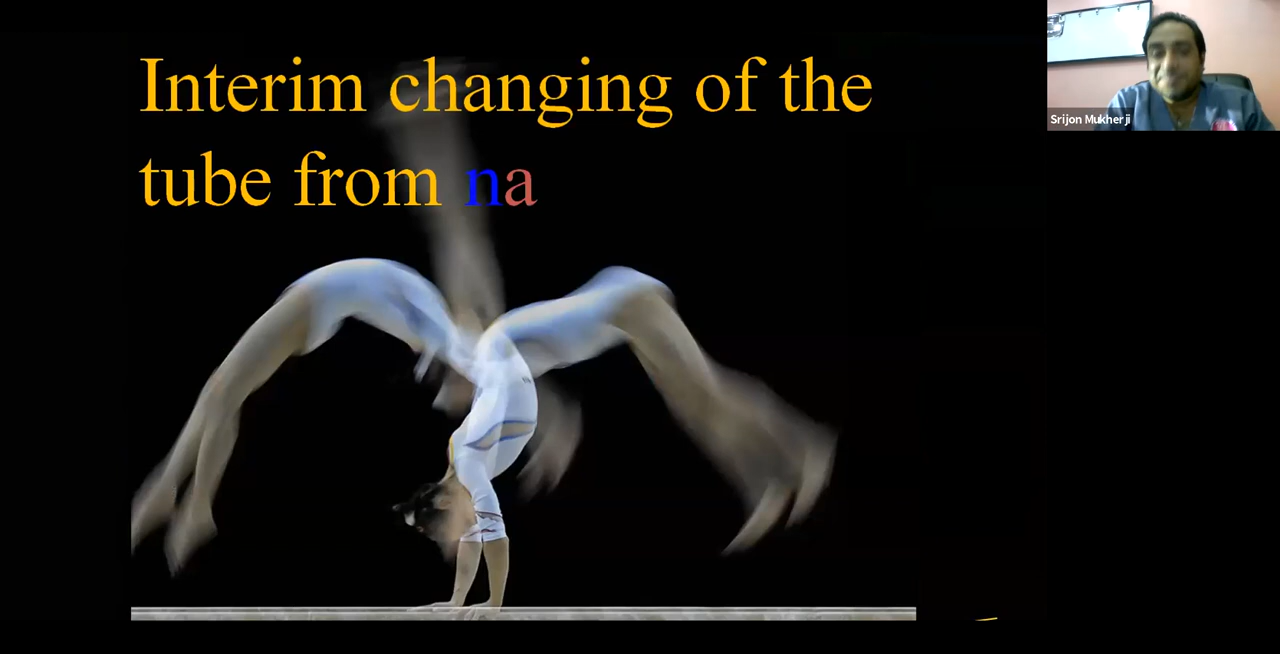 Interim changing of the
tube from na
Srijon Mukherji